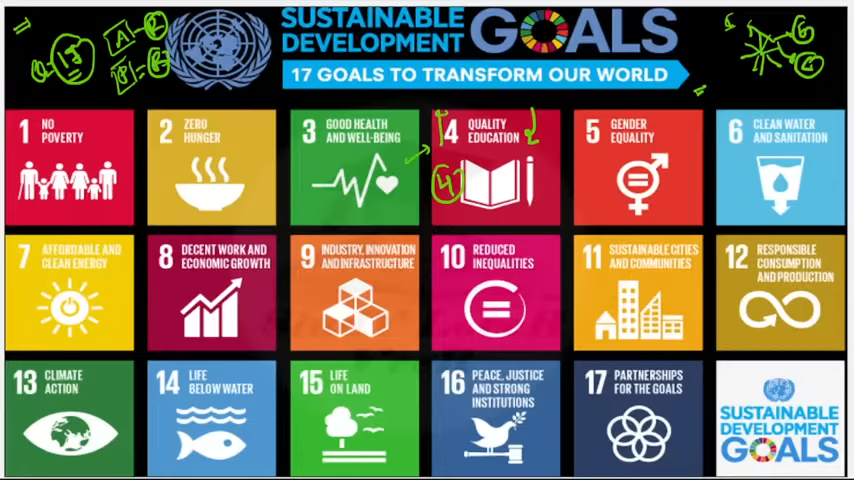 SUSTAINABLE
DEVELOPMENT
GOALS
17 GOALS TO TRANSFORM OUR WORLD
1 NO
POVERTY
2 ZERO
HUNGER
3 GOOD HEALTH
AND WELL-BEING
4 QUALITY
EDUCATION
5 GENDER
EQUALITY
6 CLEAN WATER
AND SANITATION
7 AFFORDABLE AND
CLEAN ENERGY
8 DECENT WORK AND
ECONOMIC GROWTH
9 INDUSTRY, INNOVATION
AND INFRASTRUCTURE
10 REDUCED
INEQUALITIES
11 SUSTAINABLE CITIES
AND COMMUNITIES
12 RESPONSIBLE
CONSUMPTION
AND PRODUCTION
13 CLIMATE
ACTION
14 LIFE
BELOW WATER
15 LIFE
ON LAND
16 PEACE, JUSTICE
AND STRONG
INSTITUTIONS
17 PARTNERSHIPS
FOR THE GOALS
SUSTAINABLE
DEVELOPMENT
GOALS